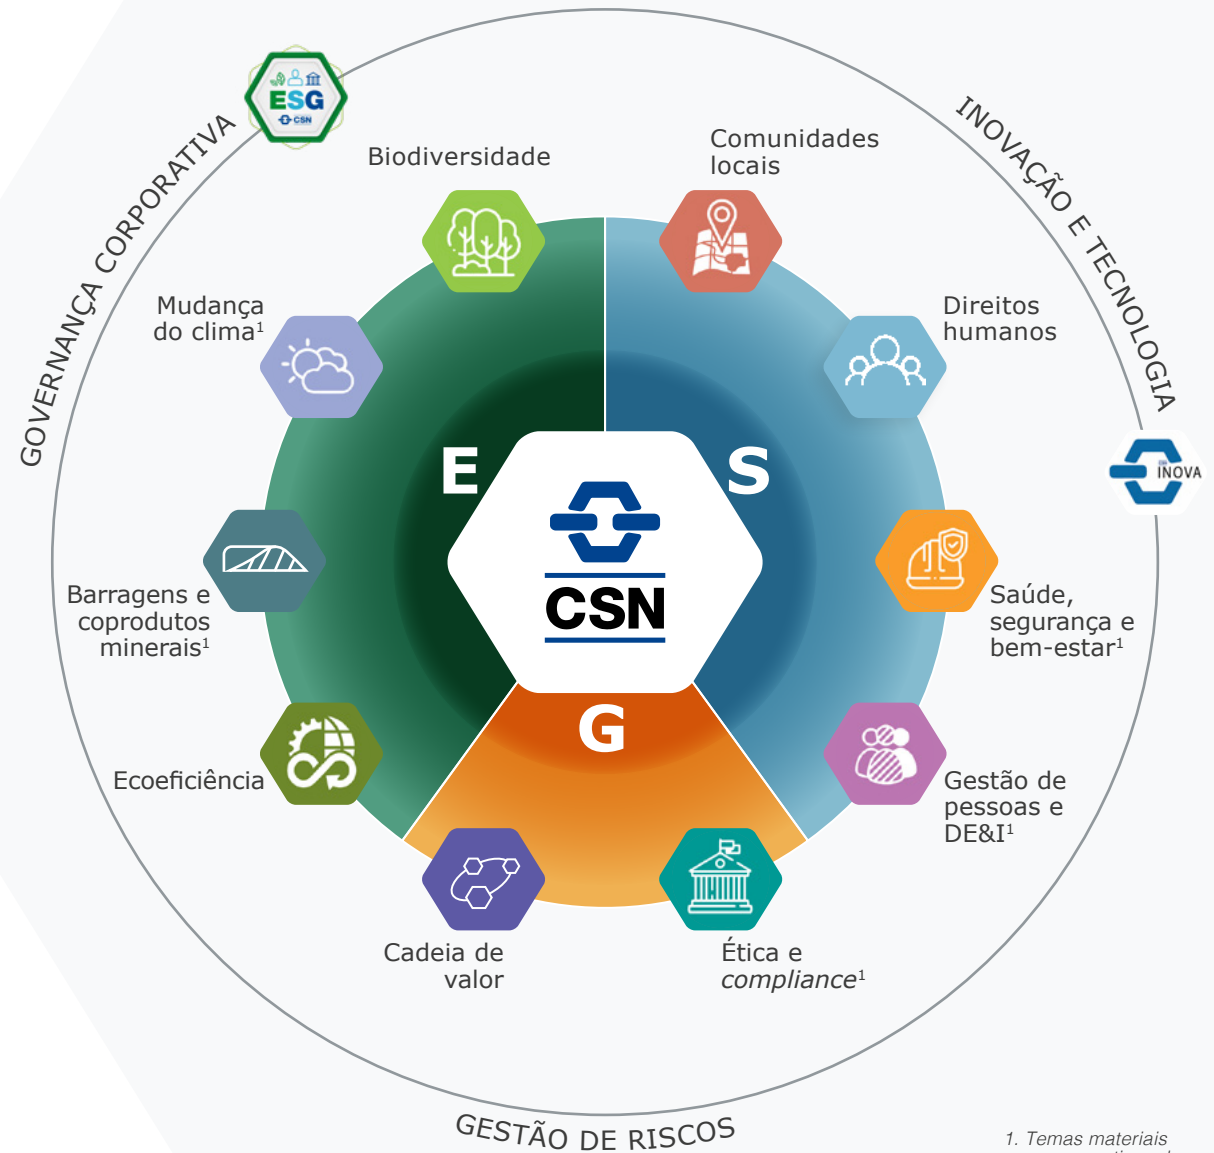 ESG
CSN
GOVERNANÇA CORPORATIVA
INOVAÇÃO E TECNOLOGIA
INOVA
Biodiversidade
Comunidades
locais
Mudança
do clima¹
Direitos
humanos
E
S
CSN
Barragens e
coprodutos
minerais¹
Saúde,
segurança e
bem-estar¹
G
Ecoeficiência
Gestão de
pessoas e
DE&I¹
Cadeia de
valor
Ética e
compliance¹
GESTÃO DE RISCOS
1. Temas materiais